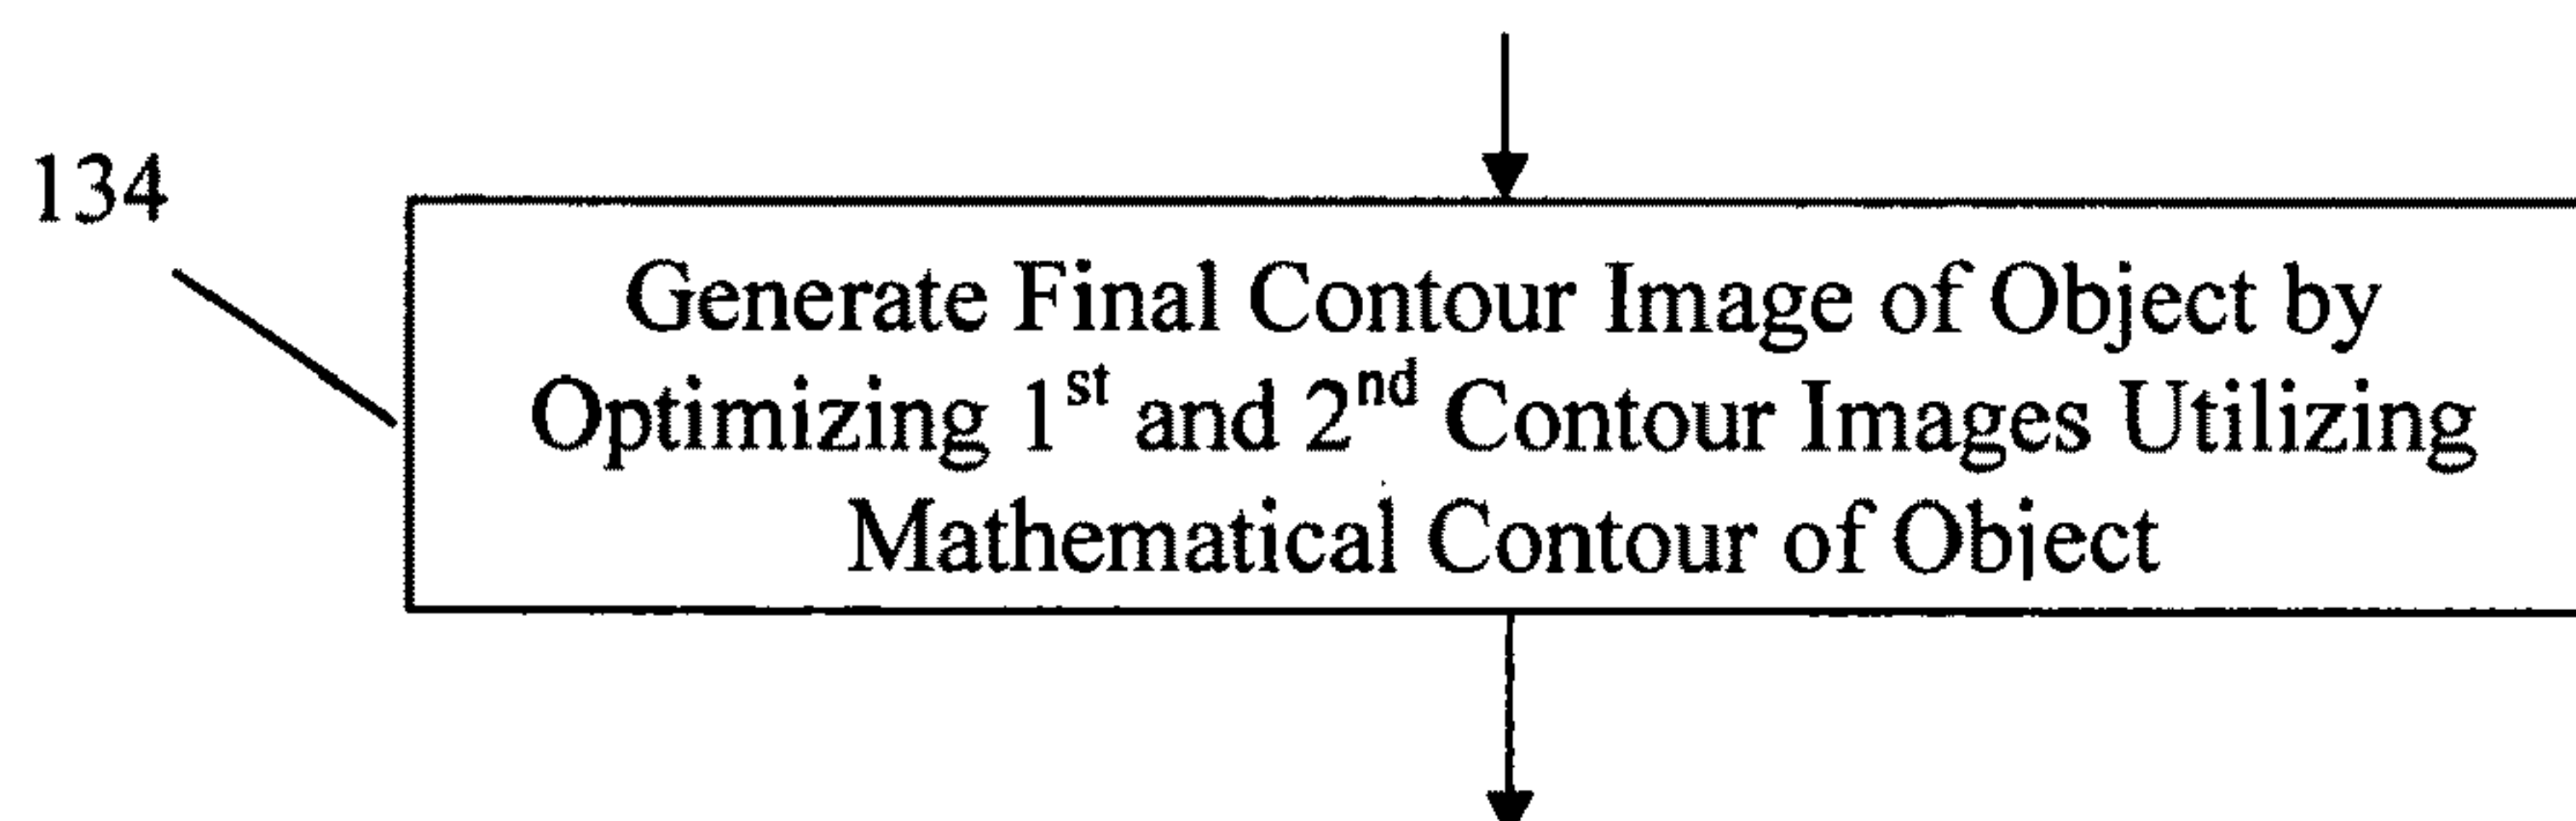 134
Generate Final Contour Image of Object by
Optimizing 1st and 2nd Contour Images Utilizing
Mathematical Contour of Object